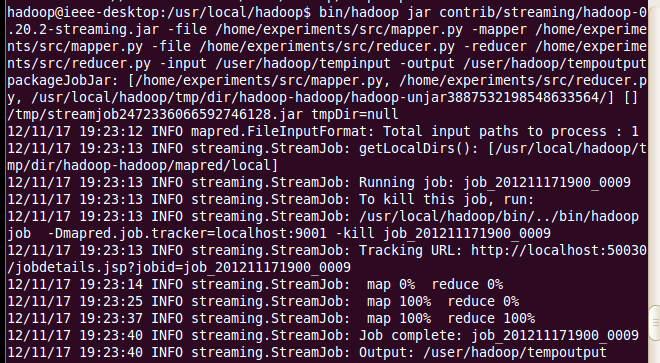 hadoop@ieee-desktop:/usr/local/hadoop$ bin/hadoop jar contrib/streaming/hadoop-0
.20.2-streaming.jar -file /home/experiments/src/mapper.py -mapper /home/experime
nts/src/mapper.py -file /home/experiments/src/reducer.py -reducer /home/experime
nts/src/reducer.py -input /user/hadoop/tempinput -output /user/hadoop/tempoutput
packageJobJar: [/home/experiments/src/mapper.py, /home/experiments/src/reducer.p
y, /usr/local/hadoop/tmp/dir/hadoop-hadoop/hadoop-unjar3887532198548633564/] []
/tmp/streamjob2472336066592746128.jar tmpDir=null
12/11/17 19:23:12 INFO mapred.FileInputFormat: Total input paths to process : 1
12/11/17 19:23:13 INFO streaming.StreamJob: getLocalDirs(): [/usr/local/hadoop/t
mp/dir/hadoop-hadoop/mapred/local]
12/11/17 19:23:13 INFO streaming.StreamJob: Running job: job_201211171900_0009
12/11/17 19:23:13 INFO streaming.StreamJob: To kill this job, run:
12/11/17 19:23:13 INFO streaming.StreamJob: /usr/local/hadoop/bin/../bin/hadoop
job  -Dmapred.job.tracker=localhost:9001 -kill job_201211171900_0009
12/11/17 19:23:13 INFO streaming.StreamJob: Tracking URL: http://localhost:50030
/jobdetails.jsp?jobid=job_201211171900_0009
12/11/17 19:23:14 INFO streaming.StreamJob:  map 0%  reduce 0%
12/11/17 19:23:25 INFO streaming.StreamJob:  map 100%  reduce 0%
12/11/17 19:23:37 INFO streaming.StreamJob:  map 100%  reduce 100%
12/11/17 19:23:40 INFO streaming.StreamJob: Job complete: job_201211171900_0009
12/11/17 19:23:40 INFO streaming.StreamJob: Output: /user/hadoop/tempoutput